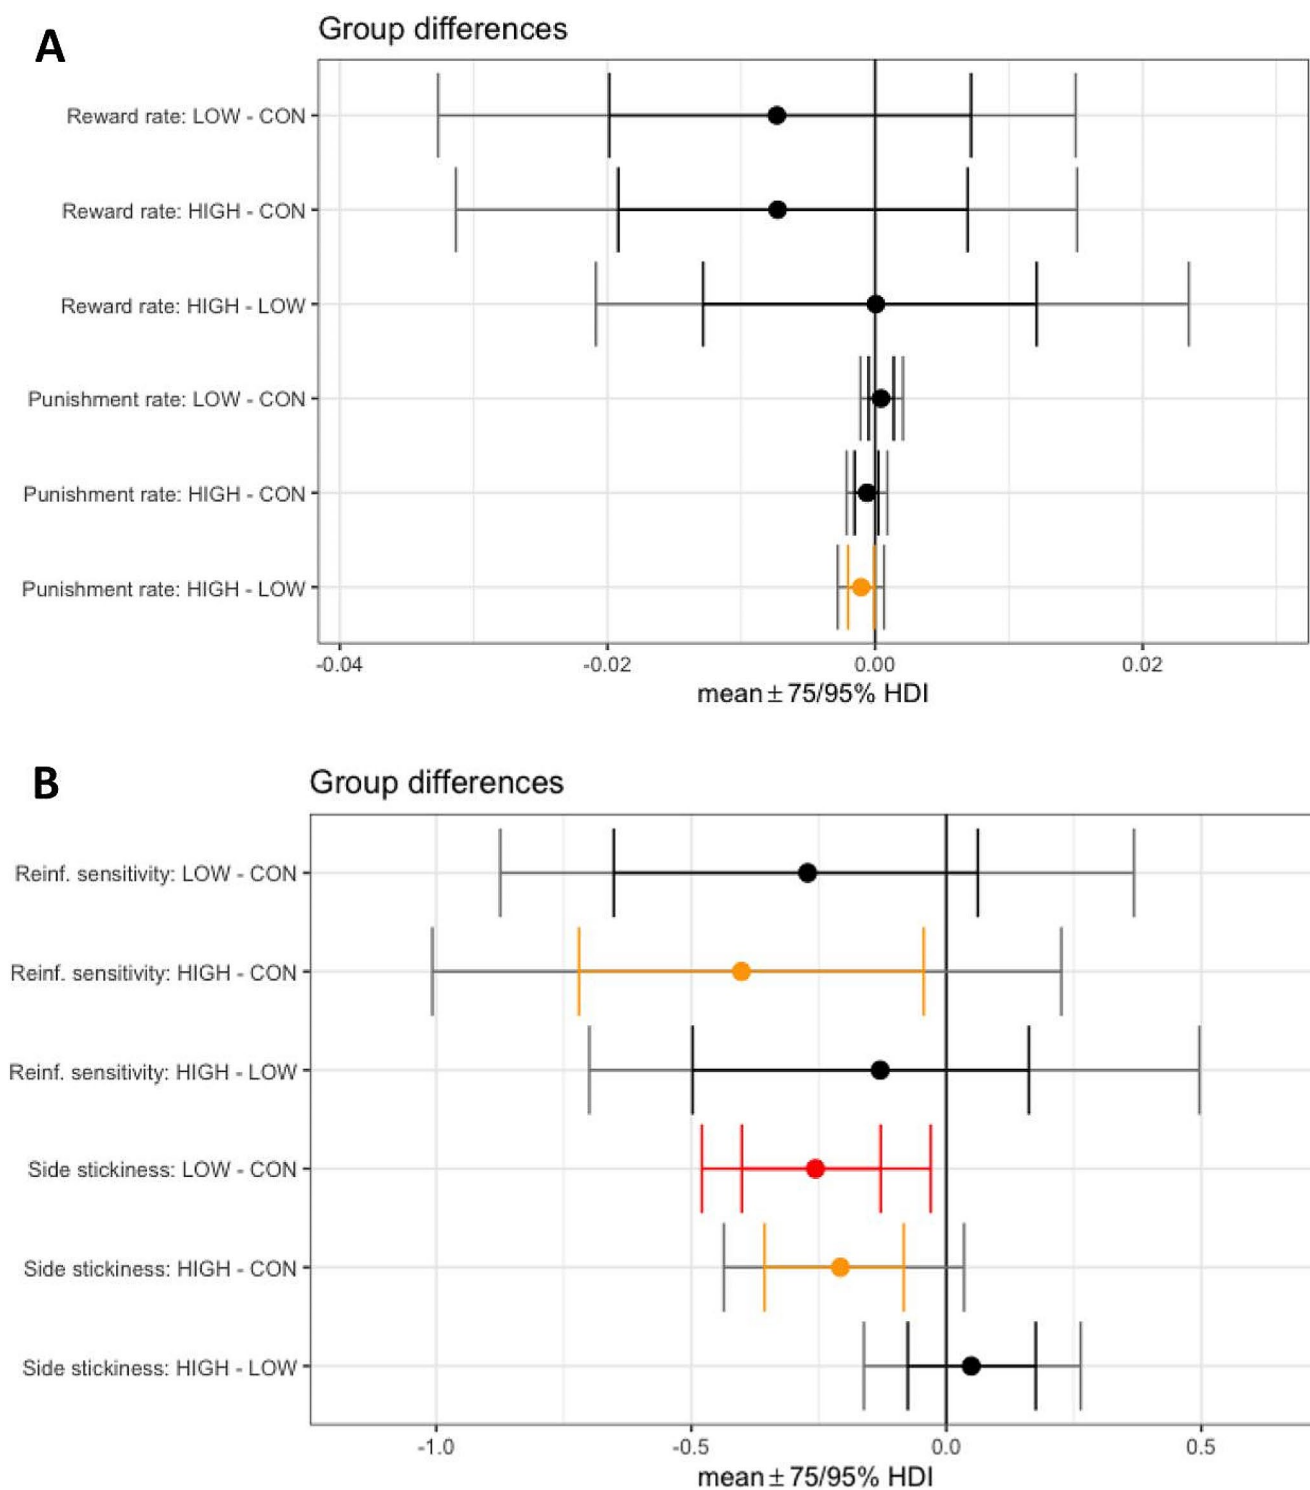 A
Group differences
Reward rate: LOW - CON
Reward rate: HIGH - CON
Reward rate: HIGH - LOW
Punishment rate: LOW - CON
Punishment rate: HIGH - CON
Punishment rate: HIGH - LOW
-0.04 -0.02 0.00 0.02
mean ± 75/95% HDI
B
Group differences
Reinf. sensitivity: LOW - CON
Reinf. sensitivity: HIGH - CON
Reinf. sensitivity: HIGH - LOW
Side stickiness: LOW - CON
Side stickiness: HIGH - CON
Side stickiness: HIGH - LOW
-1.0 -0.5 0.0 0.5
mean ± 75/95% HDI